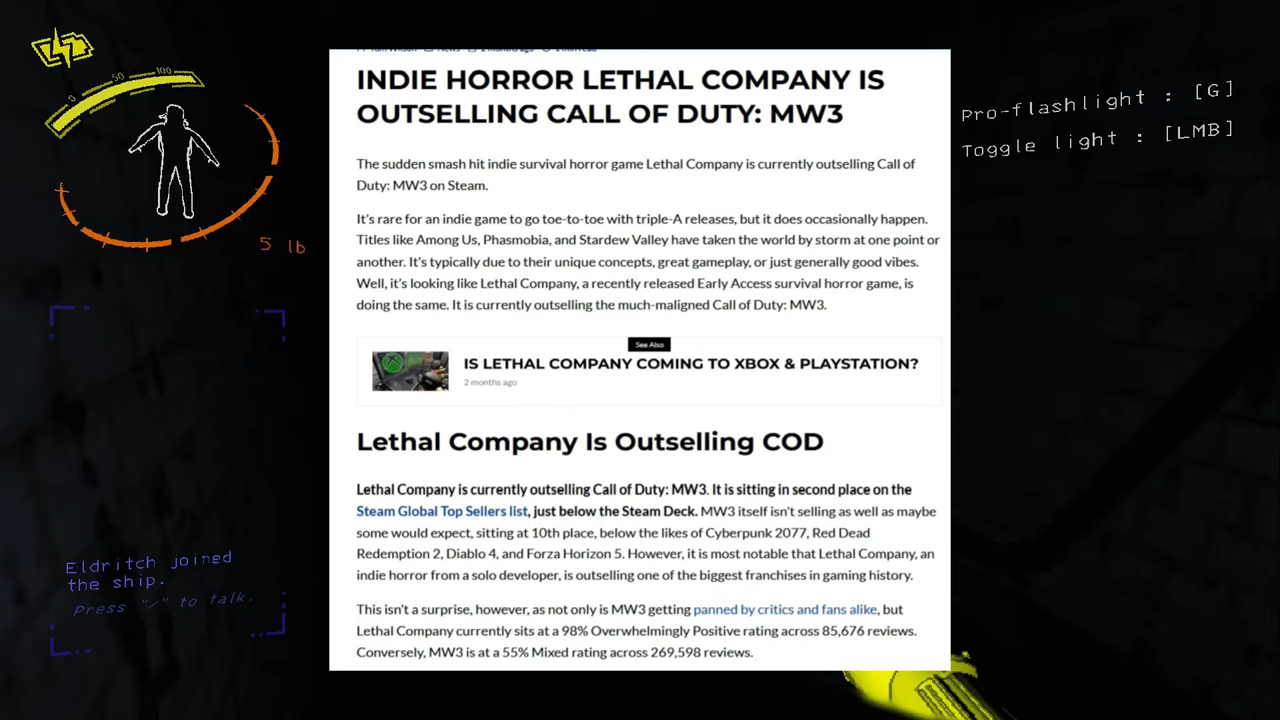 0 50 100
5 lb
Pro-flashlight : [G]
Toggle light : [LMB]
INDIE HORROR LETHAL COMPANY IS
OUTSELLING CALL OF DUTY: MW3
The sudden smash hit indie survival horror game Lethal Company is currently outselling Call of
Duty: MW3 on Steam.
It's rare for an indie game to go toe-to-toe with triple-A releases, but it does occasionally happen.
Titles like Among Us, Phasmobia, and Stardew Valley have taken the world by storm at one point or
another. It's typically due to their unique concepts, great gameplay, or just generally good vibes.
Well, it's looking like Lethal Company, a recently released Early Access survival horror game, is
doing the same. It is currently outselling the much-maligned Call of Duty: MW3.
See Also
IS LETHAL COMPANY COMING TO XBOX & PLAYSTATION?
2 months ago
Lethal Company Is Outselling COD
Lethal Company is currently outselling Call of Duty: MW3. It is sitting in second place on the
Steam Global Top Sellers list, just below the Steam Deck. MW3 itself isn't selling as well as maybe
some would expect, sitting at 10th place, below the likes of Cyberpunk 2077, Red Dead
Redemption 2, Diablo 4, and Forza Horizon 5. However, it is most notable that Lethal Company, an
indie horror from a solo developer, is outselling one of the biggest franchises in gaming history.
This isn't a surprise, however, as not only is MW3 getting panned by critics and fans alike, but
Lethal Company currently sits at a 98% Overwhelmingly Positive rating across 85,676 reviews.
Conversely, MW3 is at a 55% Mixed rating across 269,598 reviews.
Eldritch joined
the ship.
Press "/" to talk.